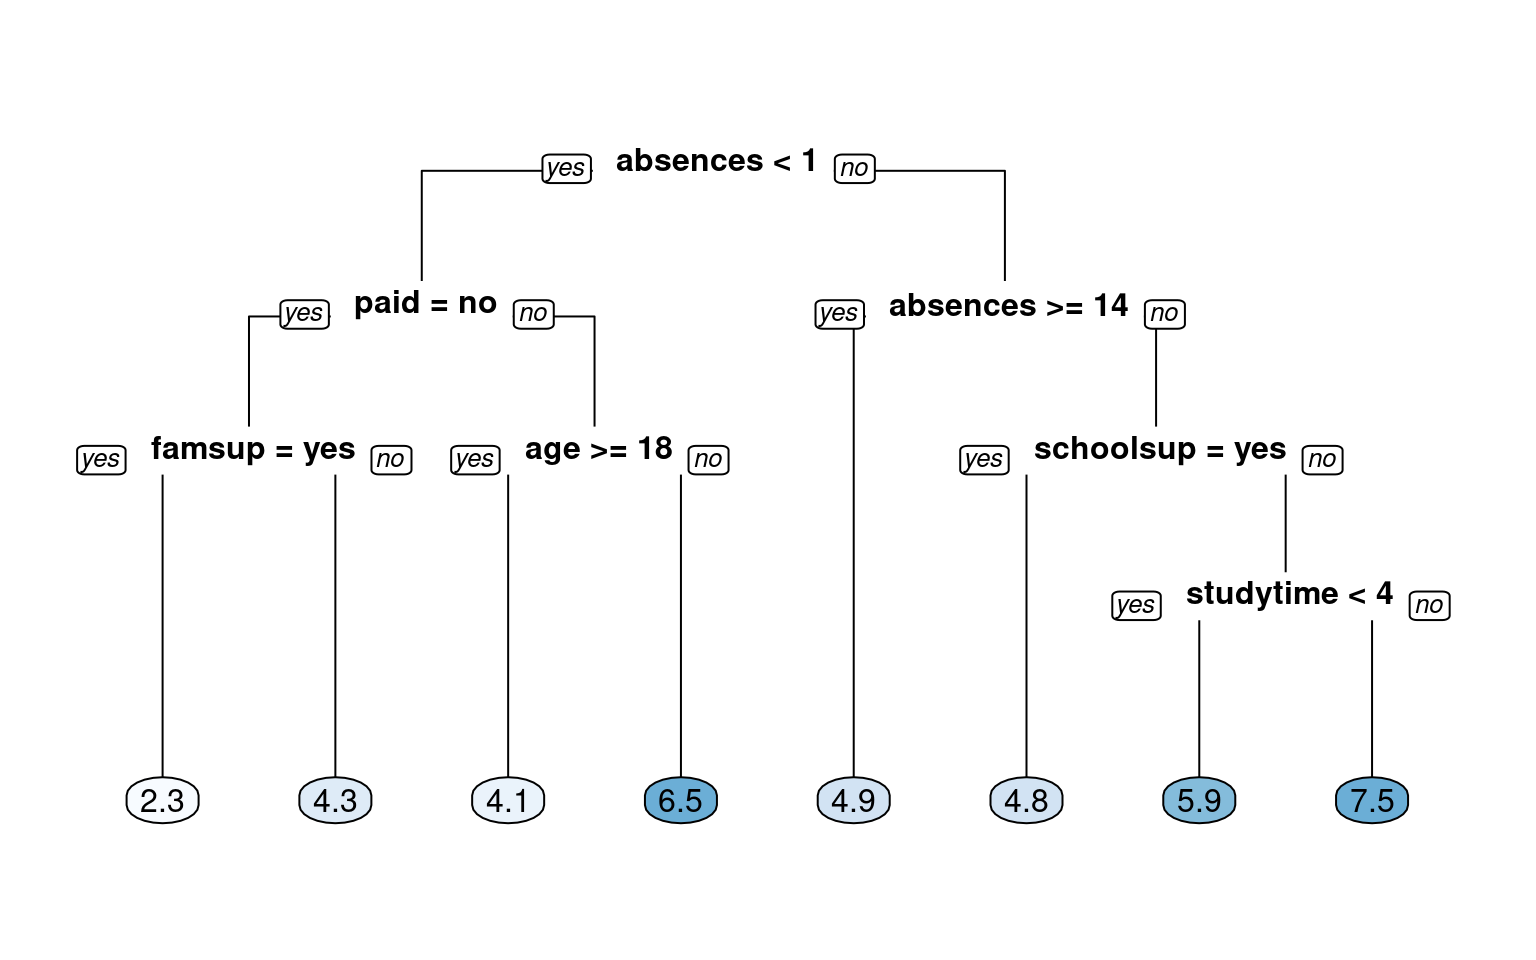 yes absences < 1 no
yes paid = no no
yes absences >= 14 no
yes famsup = yes no
yes age >= 18 no
yes schoolsup = yes no
yes studytime < 4 no
2.3 4.3 4.1 6.5 4.9 4.8 5.9 7.5